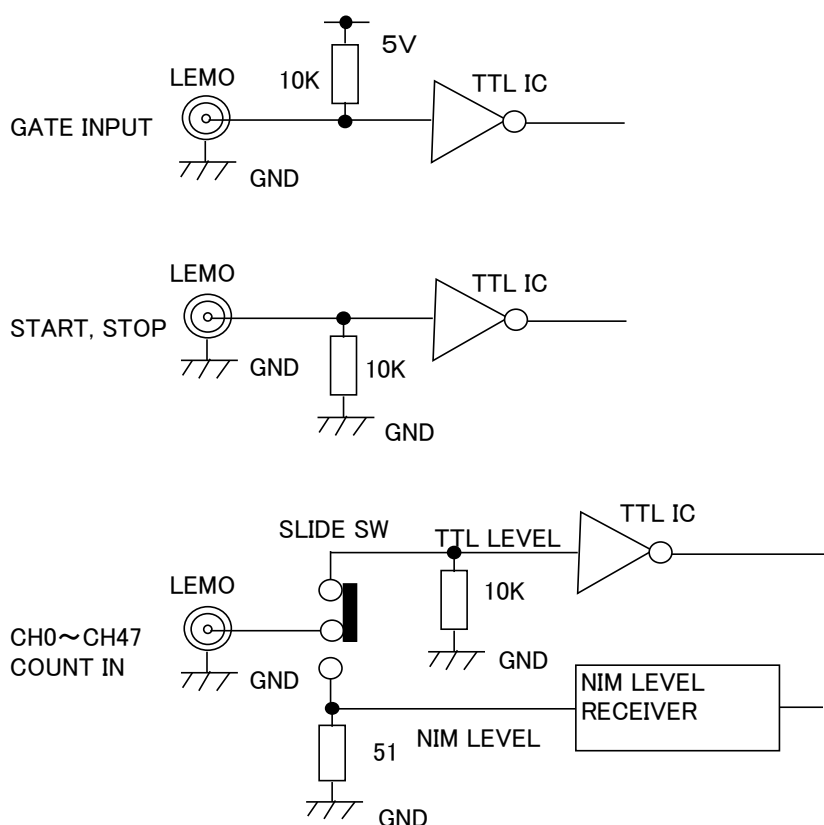 5V
LEMO
10K
TTL IC
GATE INPUT
GND
LEMO
TTL IC
START, STOP
GND
10K
GND
TTL IC
SLIDE SW
TTL LEVEL
LEMO
10K
CH0～CH47
COUNT IN
GND
GND
NIM LEVEL
RECEIVER
51
NIM LEVEL
GND